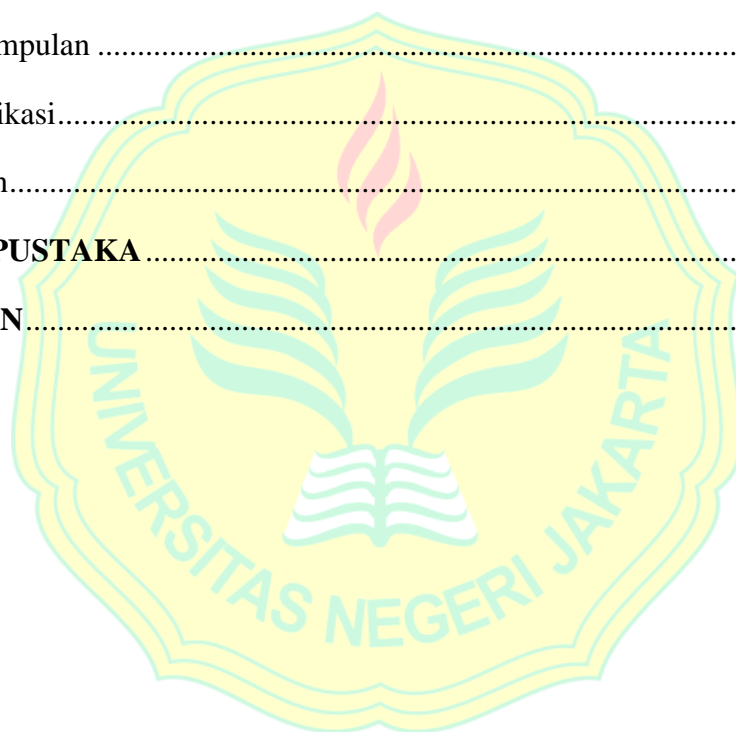 mpulan ........................................................................................
ikasi.............................................................................................
n...................................................................................................
PUSTAKA ...................................................................................
N................................................................................................
UNIVERSITAS NEGERI JAKARTA